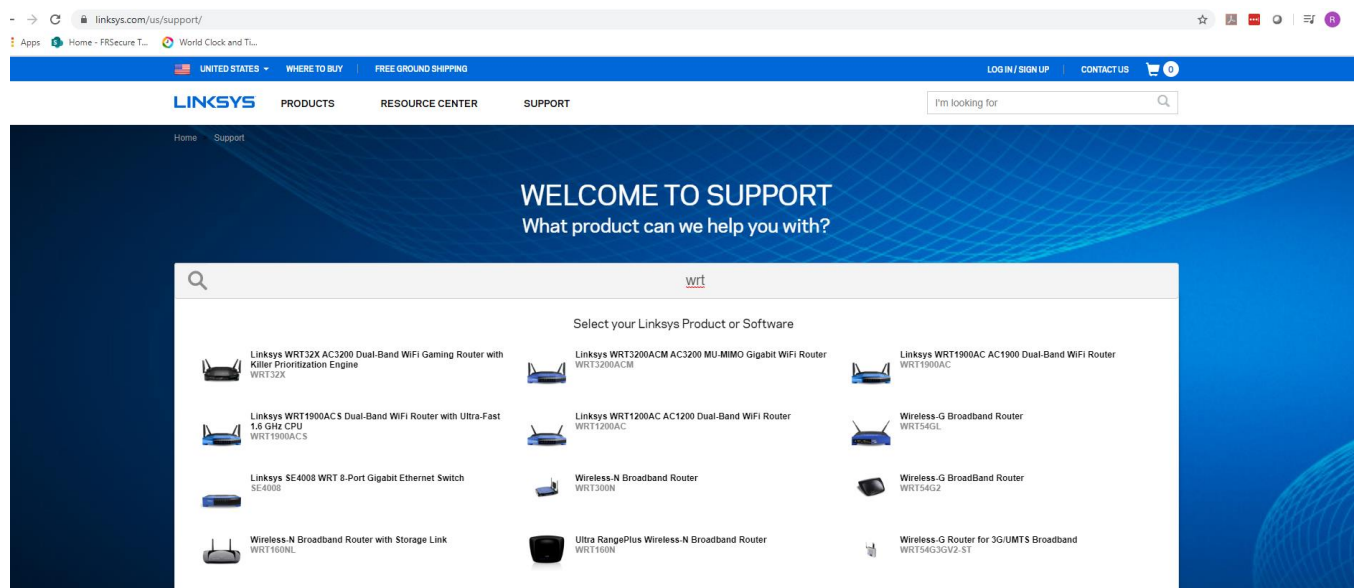 linksys.com/us/support/
Apps Home - FRSecure T... World Clock and Ti...
R
UNITED STATES WHERE TO BUY FREE GROUND SHIPPING LOG IN / SIGN UP CONTACT US 0
LINKSYS PRODUCTS RESOURCE CENTER SUPPORT I'm looking for
Home Support
WELCOME TO SUPPORT
What product can we help you with?
wrt
Select your Linksys Product or Software
Linksys WRT32X AC3200 Dual-Band WiFi Gaming Router with
Killer Prioritization Engine
WRT32X
Linksys WRT3200ACM AC3200 MU-MIMO Gigabit WiFi Router
WRT3200ACM
Linksys WRT1900AC AC1900 Dual-Band WiFi Router
WRT1900AC
Linksys WRT1900ACS Dual-Band WiFi Router with Ultra-Fast
1.6 GHz CPU
WRT1900ACS
Linksys WRT1200AC AC1200 Dual-Band WiFi Router
WRT1200AC
Wireless-G Broadband Router
WRT54GL
Linksys SE4008 WRT 8-Port Gigabit Ethernet Switch
SE4008
Wireless-N Broadband Router
WRT300N
Wireless-G BroadBand Router
WRT54G2
Wireless-N Broadband Router with Storage Link
WRT160NL
Ultra RangePlus Wireless-N Broadband Router
WRT160N
Wireless-G Router for 3G/UMTS Broadband
WRT54G3GV2-ST